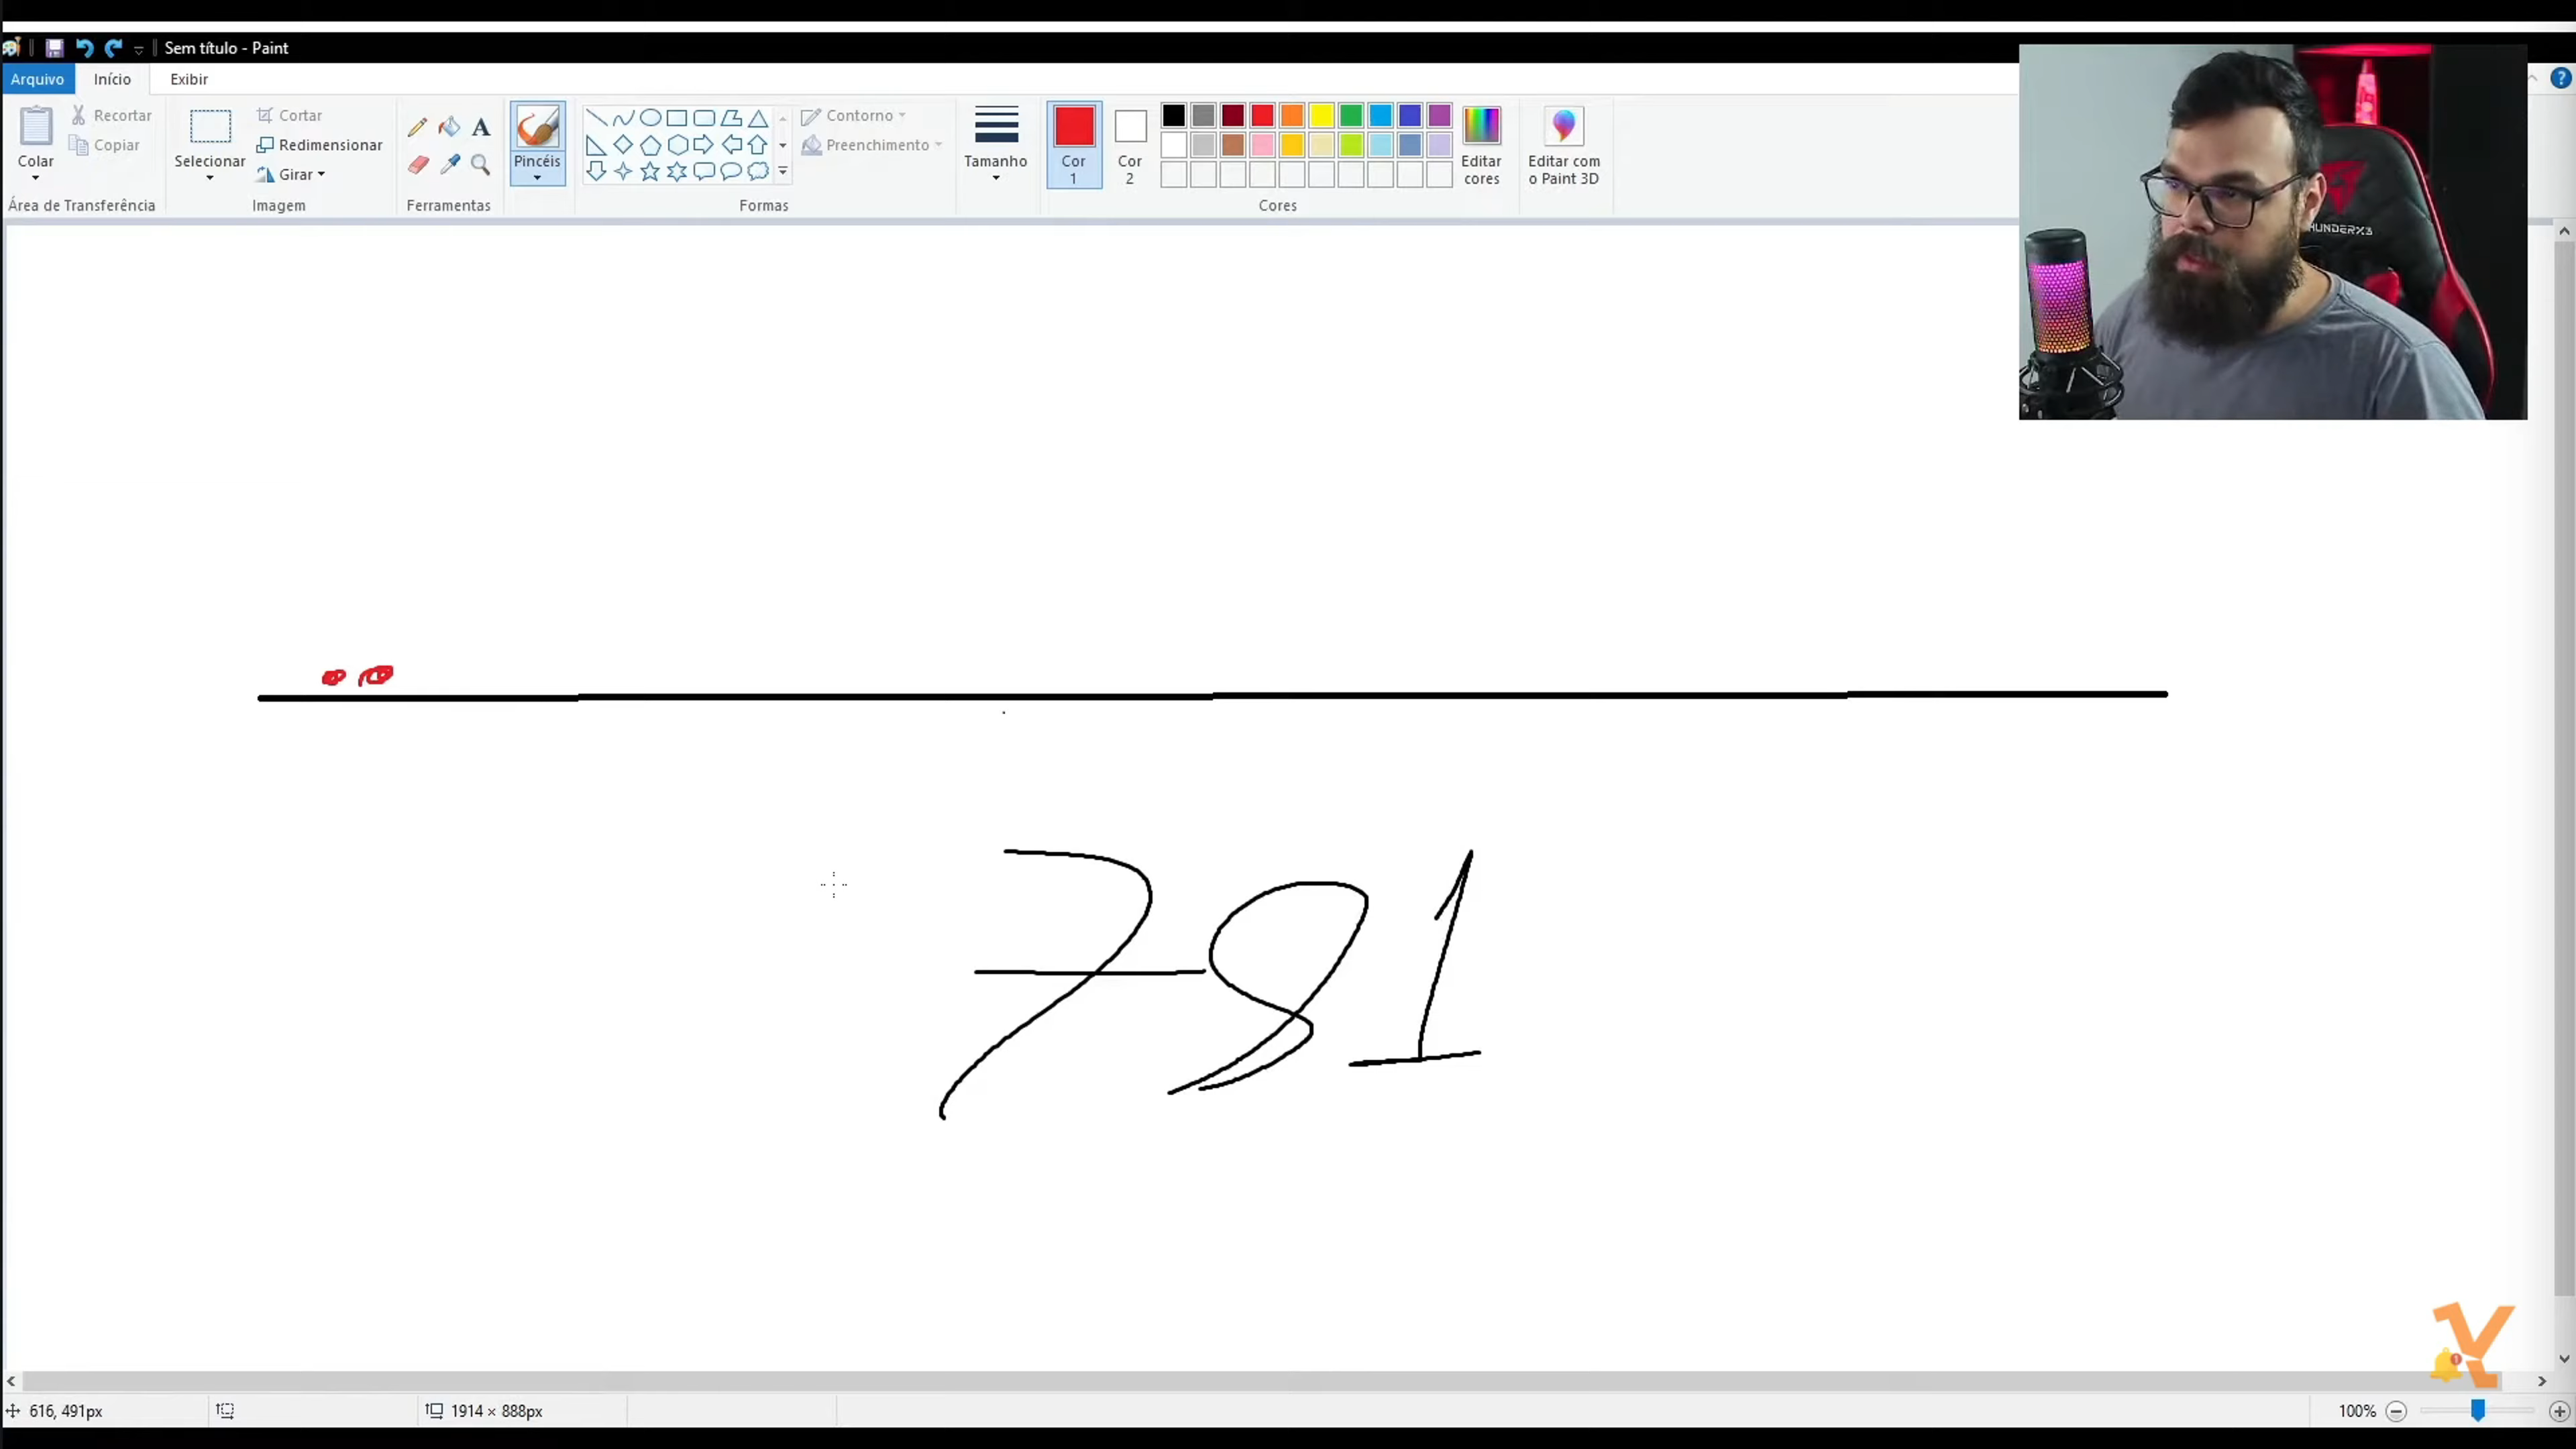 Sem título - Paint
Arquivo Início Exibir
Colar
Recortar
Copiar
Área de Transferência
Selecionar
Cortar
Redimensionar
Girar
Imagem
Ferramentas
Pincéis
Contorno
Preenchimento
Formas
Tamanho
Cor 1
Cor 2
Cores
Editar cores
Editar com o Paint 3D
HUNDERX3
781
616, 491px
1914 × 888px
100%